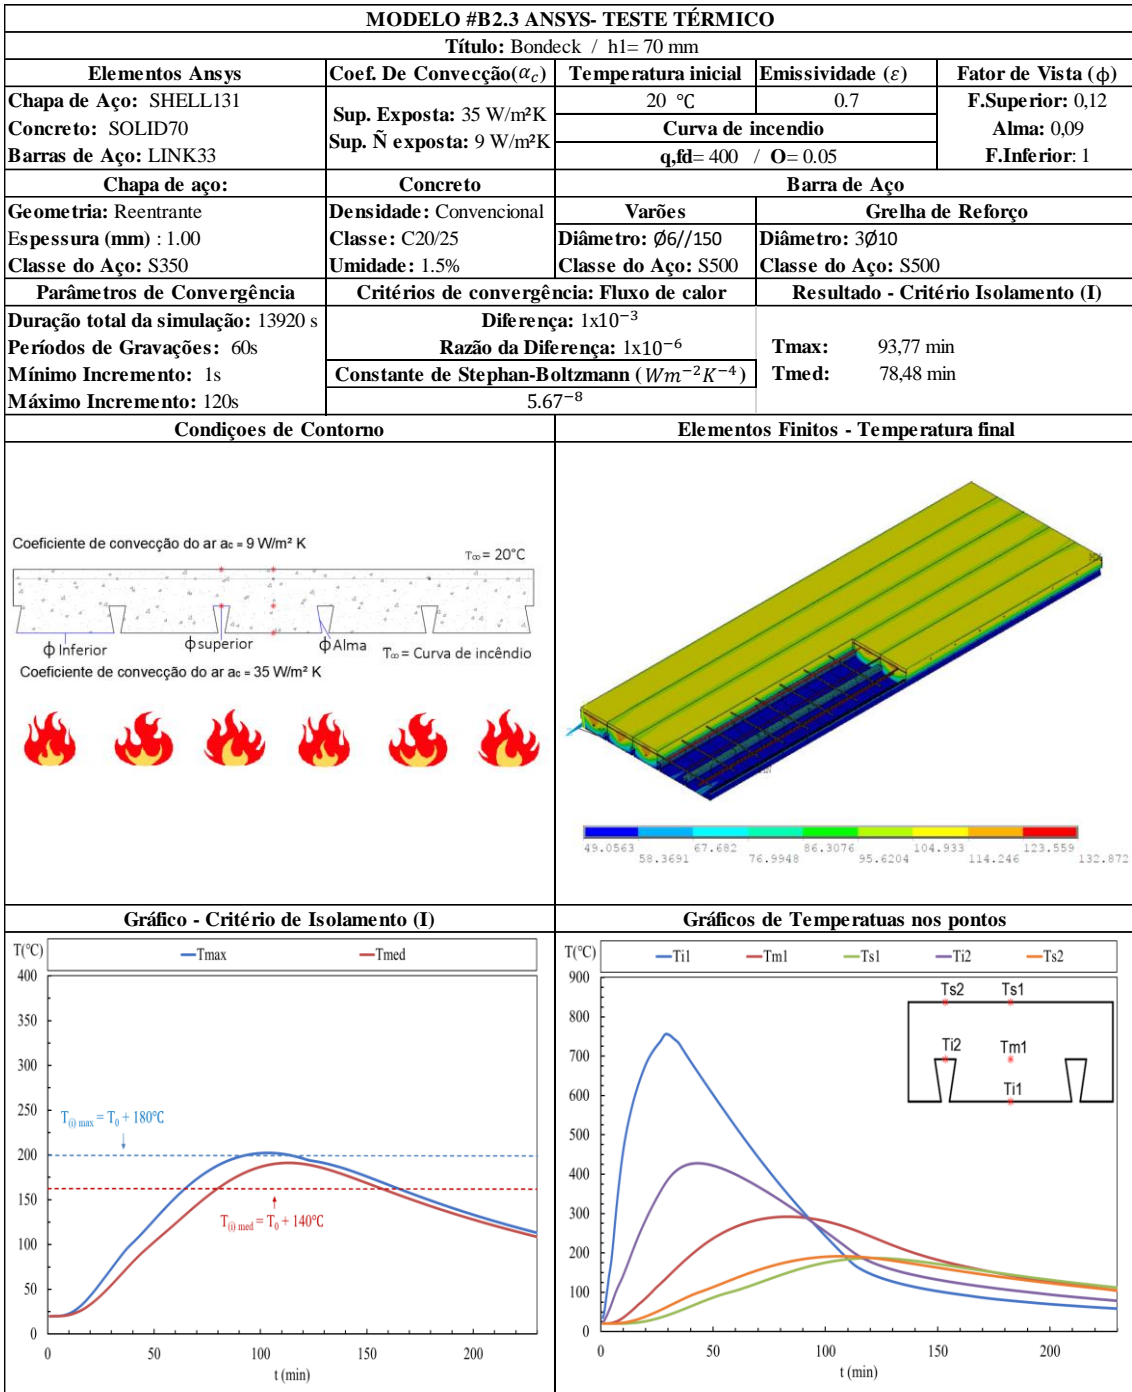 MODELO #B2.3 ANSYS- TESTE TÉRMICO
Título: Bondeck / h1= 70 mm
Elementos Ansys
Coef. De Convecção(α_c)
Temperatura inicial
Emissividade (ε)
Fator de Vista (ϕ)
Chapa de Aço: SHELL131
Concreto: SOLID70
Barras de Aço: LINK33
Sup. Exposta: 35 W/m²K
Sup. Ñ exposta: 9 W/m²K
20 °C
0.7
Curva de incendio
q,fd= 400 / O= 0.05
F.Superior: 0,12
Alma: 0,09
F.Inferior: 1
Chapa de aço:
Concreto
Barra de Aço
Geometria: Reentrante
Espessura (mm) : 1.00
Classe do Aço: S350
Densidade: Convencional
Classe: C20/25
Umidade: 1.5%
Varões
Diâmetro: Ø6//150
Classe do Aço: S500
Grelha de Reforço
Diâmetro: 3Ø10
Classe do Aço: S500
Parâmetros de Convergência
Critérios de convergência: Fluxo de calor
Resultado - Critério Isolamento (I)
Duração total da simulação: 13920 s
Períodos de Gravações: 60s
Mínimo Incremento: 1s
Máximo Incremento: 120s
Diferença: 1x10⁻³
Razão da Diferença: 1x10⁻⁶
Constante de Stephan-Boltzmann (Wm⁻²K⁻⁴)
5.67⁻⁸
Tmax: 93,77 min
Tmed: 78,48 min
Condiçoes de Contorno
Elementos Finitos - Temperatura final
Coeficiente de convecção do ar ac = 9 W/m² K
T∞ = 20°C
ϕ Inferior
ϕ superior
ϕ Alma
T∞ = Curva de incêndio
Coeficiente de convecção do ar ac = 35 W/m² K
49.0563 67.682 86.3076 104.933 123.559
58.3691 76.9948 95.6204 114.246 132.872
Gráfico - Critério de Isolamento (I)
Gráficos de Temperatuas nos pontos
T(°C)
Tmax Tmed
400
350
300
250
200
150
100
50
0
T(i) max = T0 + 180°C
T(i) med = T0 + 140°C
0 50 100 150 200
t (min)
T(°C)
Ti1 Tm1 Ts1 Ti2 Ts2
900
800
700
600
500
400
300
200
100
0
Ts2 Ts1
Ti2 Tm1
Ti1
0 50 100 150 200
t (min)